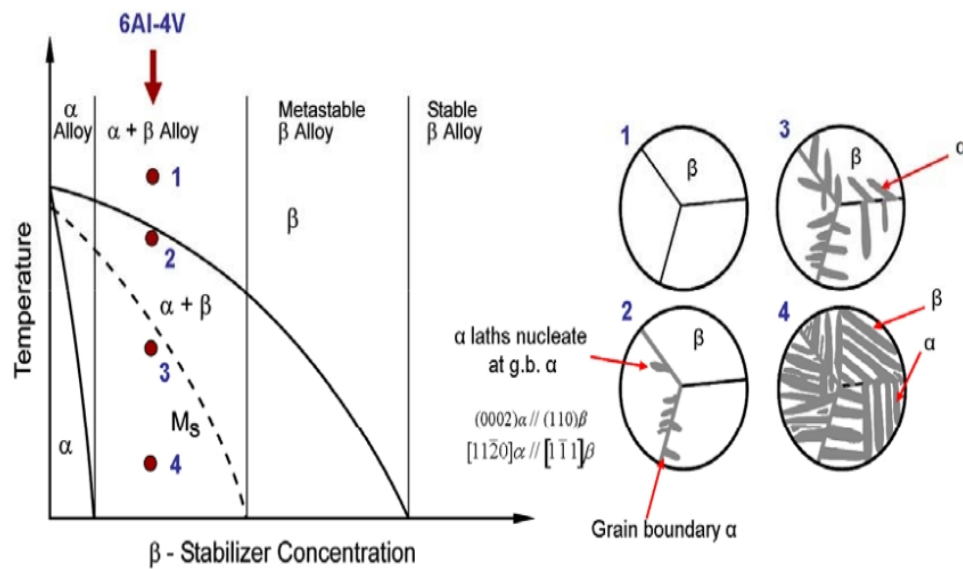 6Al-4V
α
Alloy
α + β Alloy
Metastable
β Alloy
Stable
β Alloy
1
2
3
4
β
α + β
Ms
α
Temperature
β - Stabilizer Concentration
1
β
3
β
α
2
β
α laths nucleate
at g.b. α
(0002)α // (110)β
[112̄0]α // [11̄1]β
Grain boundary α
4
β
α